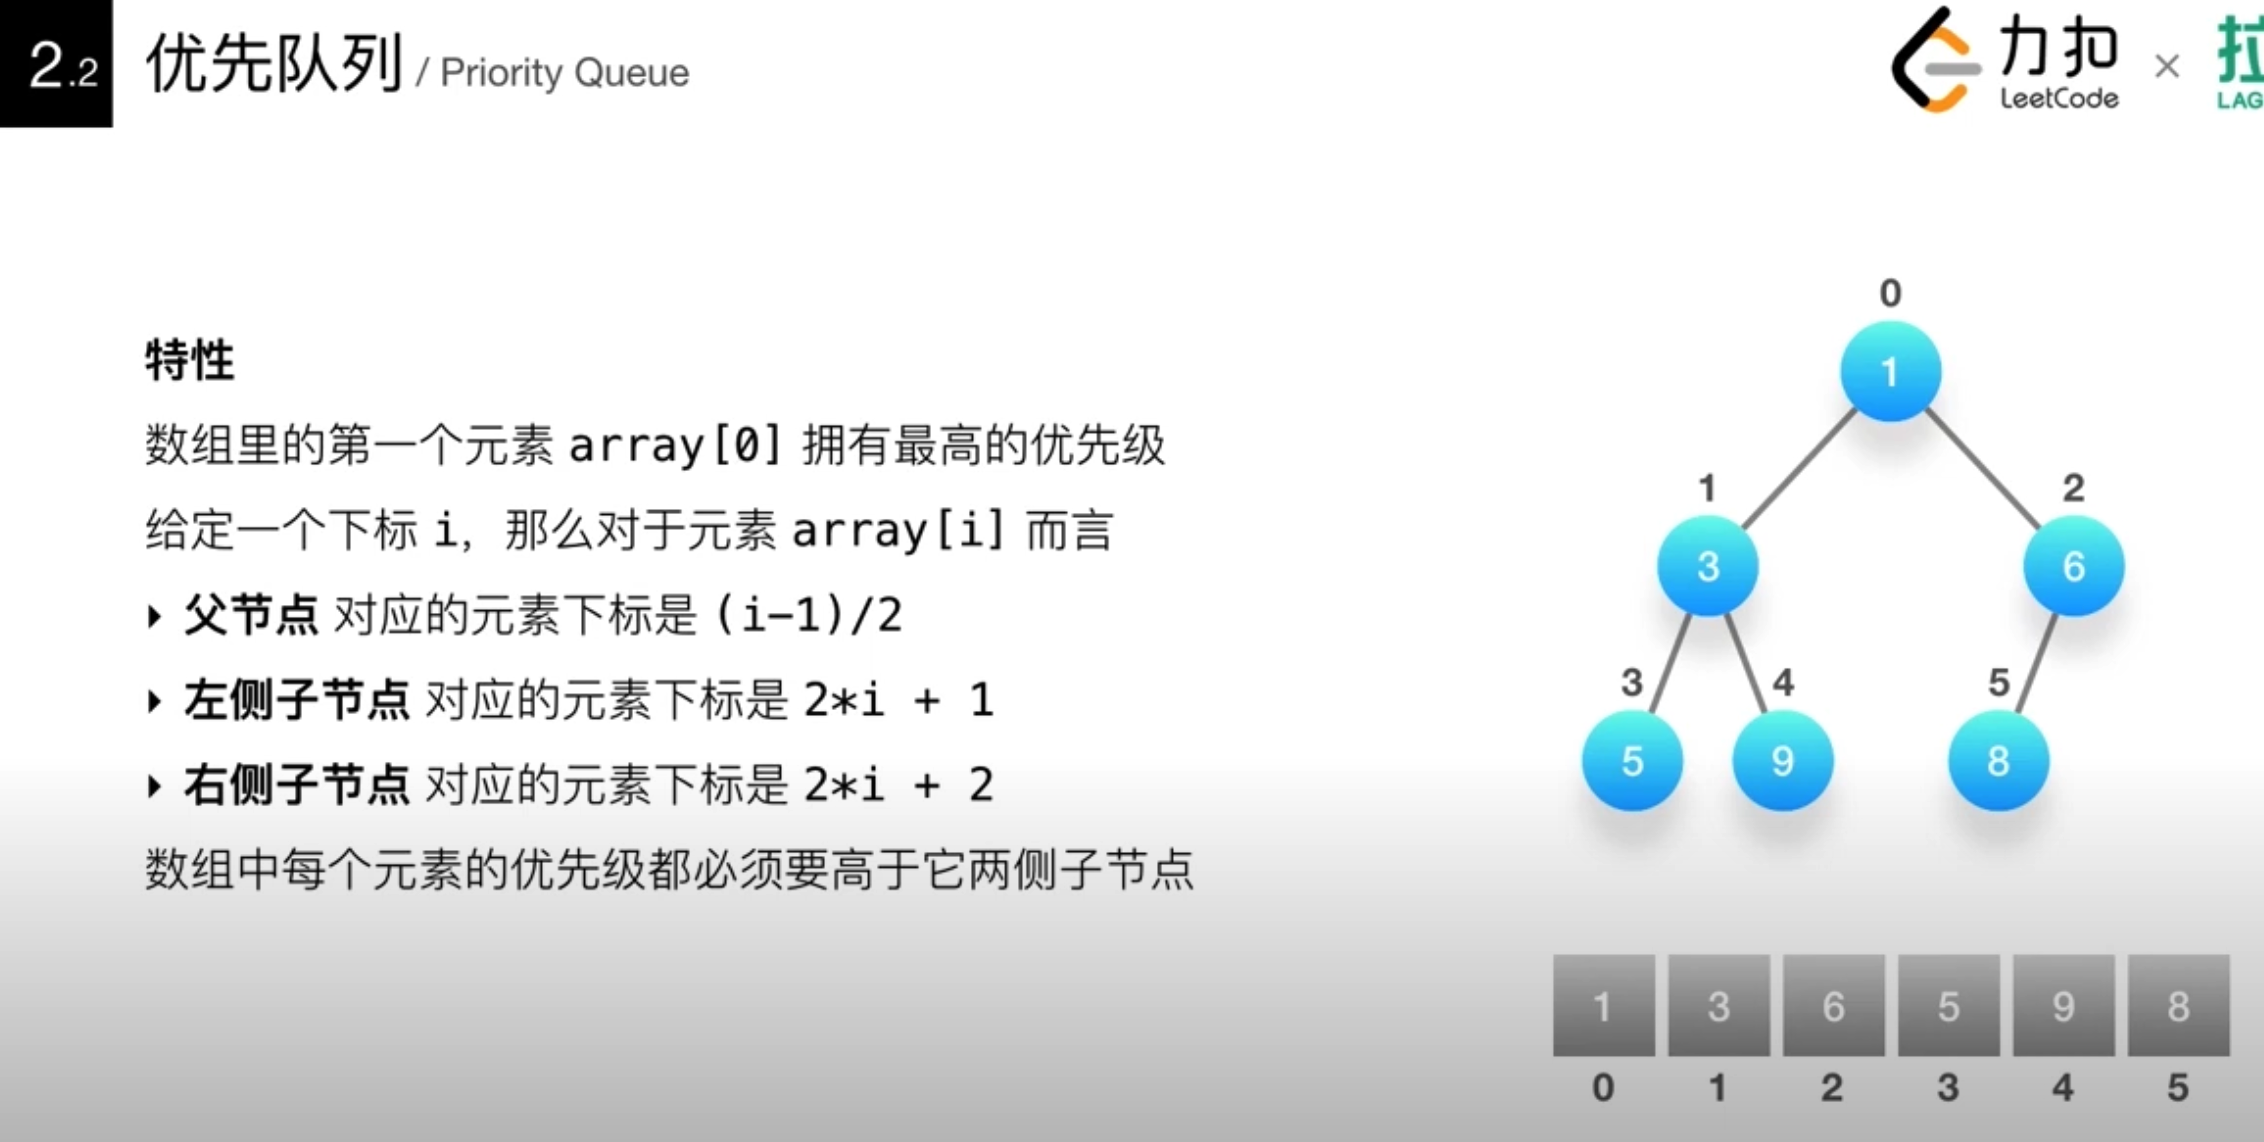 2.2 优先队列 / Priority Queue
力扣
LeetCode
×
拉
LAG
特性
数组里的第一个元素 array[0] 拥有最高的优先级
给定一个下标 i，那么对于元素 array[i] 而言
▸ 父节点 对应的元素下标是 (i-1)/2
▸ 左侧子节点 对应的元素下标是 2*i + 1
▸ 右侧子节点 对应的元素下标是 2*i + 2
数组中每个元素的优先级都必须要高于它两侧子节点
0
1
1 2
3 6
3 4 5
5 9 8
1 3 6 5 9 8
0 1 2 3 4 5